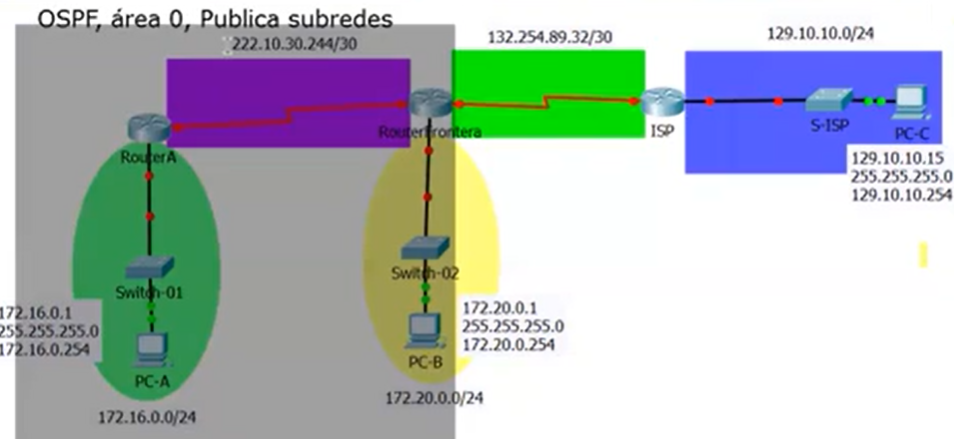 OSPF, área 0, Publica subredes
222.10.30.244/30
132.254.89.32/30
129.10.10.0/24
RouterA
RouterFrontera
ISP
S-ISP
PC-C
129.10.10.15
255.255.255.0
129.10.10.254
Switch-01
172.16.0.1
255.255.255.0
172.16.0.254
PC-A
172.16.0.0/24
Switch-02
172.20.0.1
255.255.255.0
172.20.0.254
PC-B
172.20.0.0/24